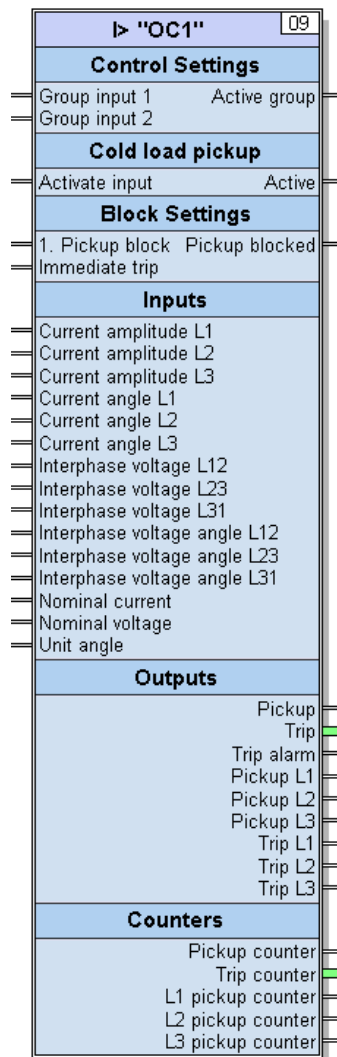 I> "OC1" 09
Control Settings
Group input 1 Active group
Group input 2
Cold load pickup
Activate input Active
Block Settings
1. Pickup block Pickup blocked
Immediate trip
Inputs
Current amplitude L1
Current amplitude L2
Current amplitude L3
Current angle L1
Current angle L2
Current angle L3
Interphase voltage L12
Interphase voltage L23
Interphase voltage L31
Interphase voltage angle L12
Interphase voltage angle L23
Interphase voltage angle L31
Nominal current
Nominal voltage
Unit angle
Outputs
Pickup
Trip
Trip alarm
Pickup L1
Pickup L2
Pickup L3
Trip L1
Trip L2
Trip L3
Counters
Pickup counter
Trip counter
L1 pickup counter
L2 pickup counter
L3 pickup counter